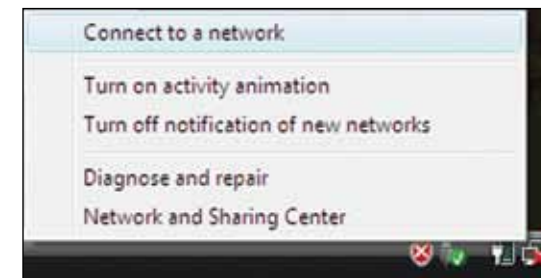 Connect to a network
Turn on activity animation
Turn off notification of new networks
Diagnose and repair
Network and Sharing Center